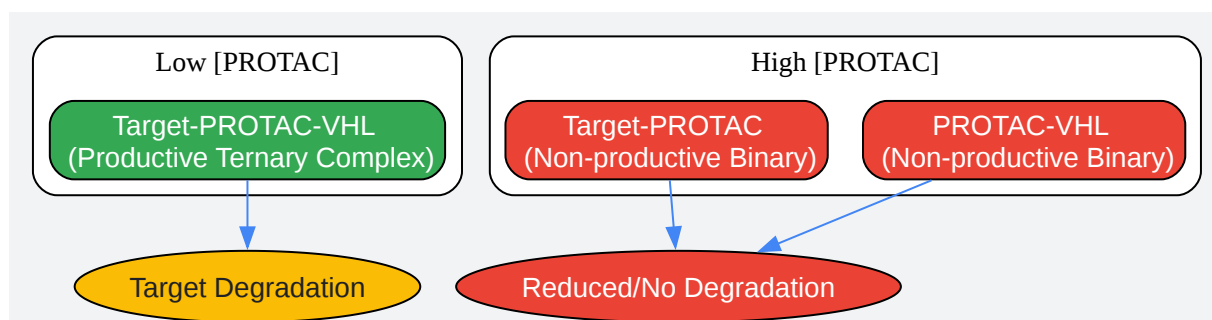 Low [PROTAC]
Target-PROTAC-VHL
(Productive Ternary Complex)
Target Degradation
High [PROTAC]
Target-PROTAC
(Non-productive Binary)
PROTAC-VHL
(Non-productive Binary)
Reduced/No Degradation